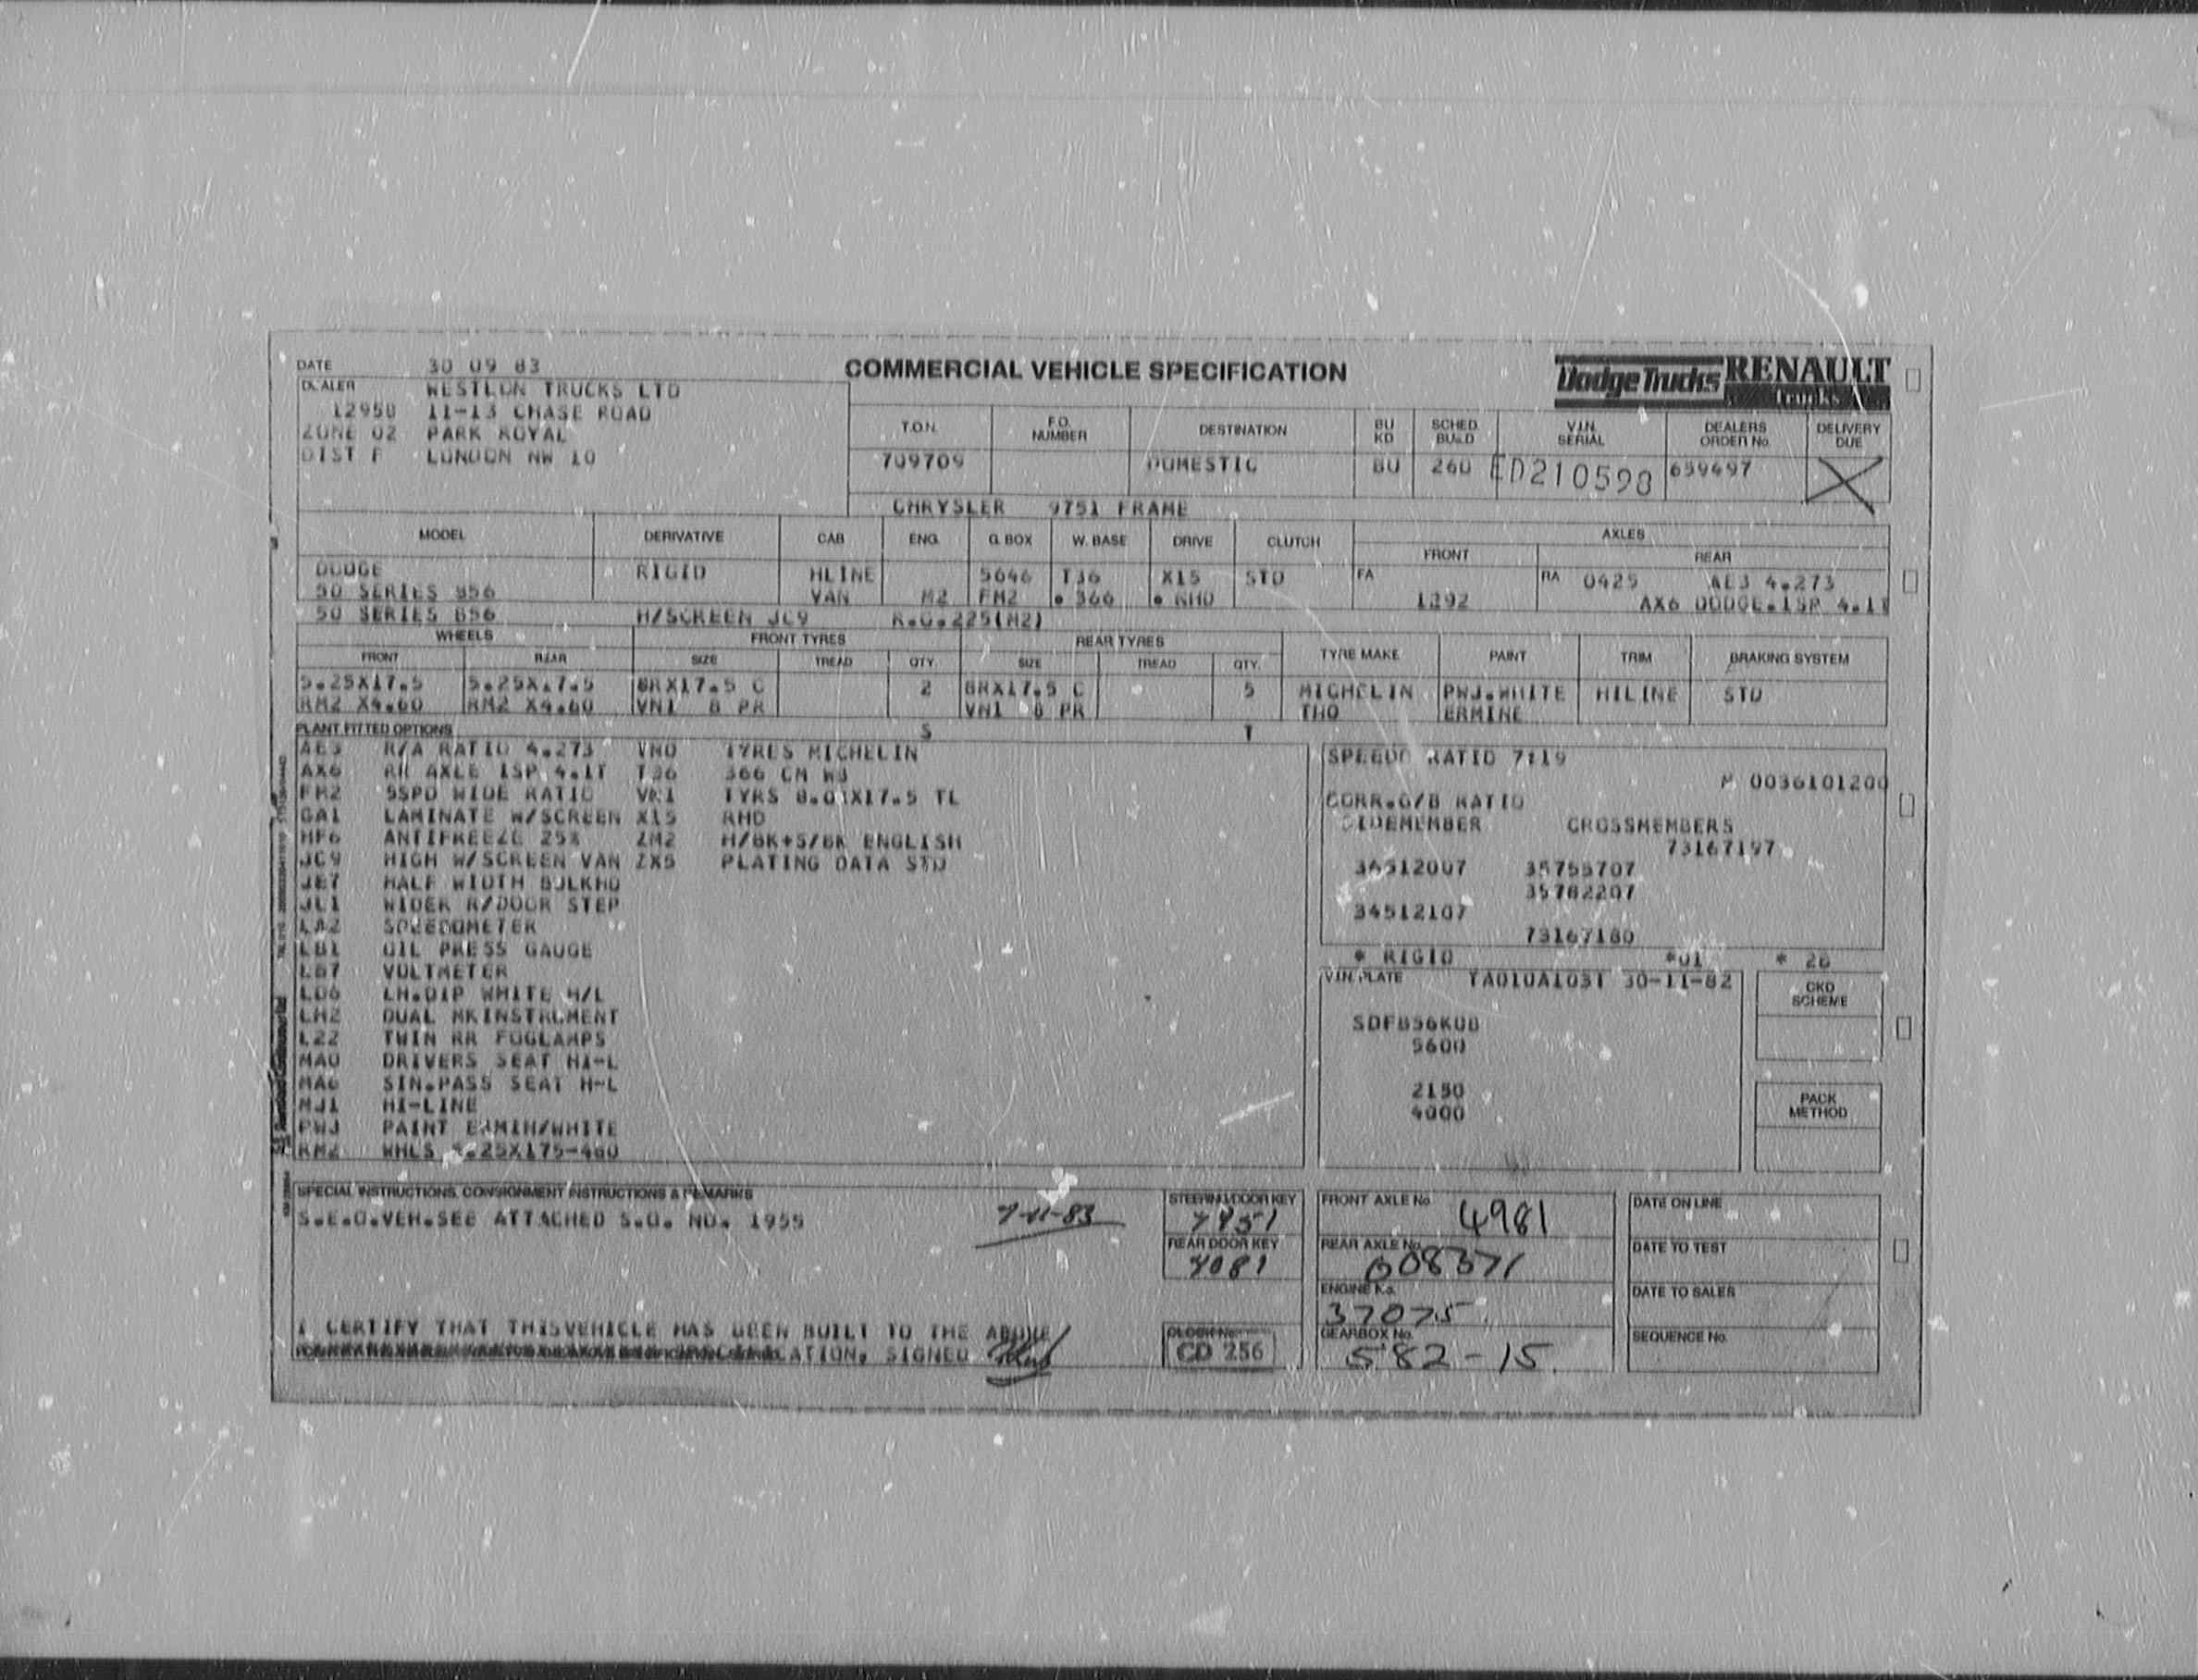 DATE 30 09 83
COMMERCIAL VEHICLE SPECIFICATION
Dodge Trucks RENAULT Trucks
DEALER WESTLON TRUCKS LTD
12950 11-13 CHASE ROAD
ZONE 02 PARK ROYAL
DIST F LONDON NW 10
T.O.N. F.O. NUMBER DESTINATION BU KD SCHED. BUILD V.I.N. SERIAL DEALERS ORDER No. DELIVERY DUE
709709 DOMESTIC BU 260 ED210598 659497 X
CHRYSLER 9751 FRAME
MODEL DERIVATIVE CAB ENG. G. BOX W. BASE DRIVE CLUTCH AXLES
FRONT REAR
DODGE RIGID HLINE 5646 T36 X15 STD FA RA 0425 AE3 4.273
50 SERIES B56 VAN M2 FM2 * 366 * RHD 1292 AX6 DODGE.1SP 4.1T
50 SERIES B56 H/SCREEN JC9 R.O.225(M2)
WHEELS FRONT TYRES REAR TYRES TYRE MAKE PAINT TRIM BRAKING SYSTEM
FRONT REAR SIZE TREAD QTY. SIZE TREAD QTY.
5.25X17.5 5.25X17.5 8RX17.5 C 2 8RX17.5 C 5 MICHELIN PWJ.WHITE HILINE STD
RM2 X4.60 RM2 X4.60 VN1 8 PR VN1 8 PR ERMINE
PLANT FITTED OPTIONS S T
AE3 R/A RATIO 4.273 VMO TYRES MICHELIN
AX6 RR AXLE 1SP 4.1T T36 366 CM WB
FM2 5SPD WIDE RATIO VN1 TYRS 8.0RX17.5 TL
GA1 LAMINATE W/SCREEN X15 RHD
HF6 ANTIFREEZE 25% ZM2 H/BK+S/BK ENGLISH
JC9 HIGH W/SCREEN VAN ZX5 PLATING DATA STD
JE7 HALF WIDTH BULKHD
JL1 WIDER R/DOOR STEP
LA2 SPEEDOMETER
LB1 OIL PRESS GAUGE
LB7 VOLTMETER
LD6 LH.DIP WHITE H/L
LH2 DUAL MKINSTRUMENT
L22 TWIN RR FOGLAMPS
MA0 DRIVERS SEAT HI-L
MA6 SIN.PASS SEAT H-L
MJ1 HI-LINE
PWJ PAINT ERMIN/WHITE
RM2 WHLS 5.25X175-460
SPEEDO RATIO 7:19
P 0036101200
CORR.G/B RATIO
SIDEMEMBER CROSSMEMBERS
73167197
34512007 35755707
35782207
34512107
73167180
* RIGID *01 * 26
V.I.N. PLATE TA010A103T 30-11-82
SDFB56K0B
5600
2150
4000
CKD SCHEME
PACK METHOD
SPECIAL INSTRUCTIONS, CONSIGNMENT INSTRUCTIONS & REMARKS
S.E.O.VEH.SEE ATTACHED S.O. NO. 1955
7-11-83
I CERTIFY THAT THISVEHICLE HAS BEEN BUILT TO THE ABOVE
SIGNED
STEERING/DOOR KEY
REAR DOOR KEY
CD 256
FRONT AXLE No. 4981
REAR AXLE No. 008371
ENGINE No. 37075
GEARBOX No. 582-15
DATE ON LINE
DATE TO TEST
DATE TO SALES
SEQUENCE No.